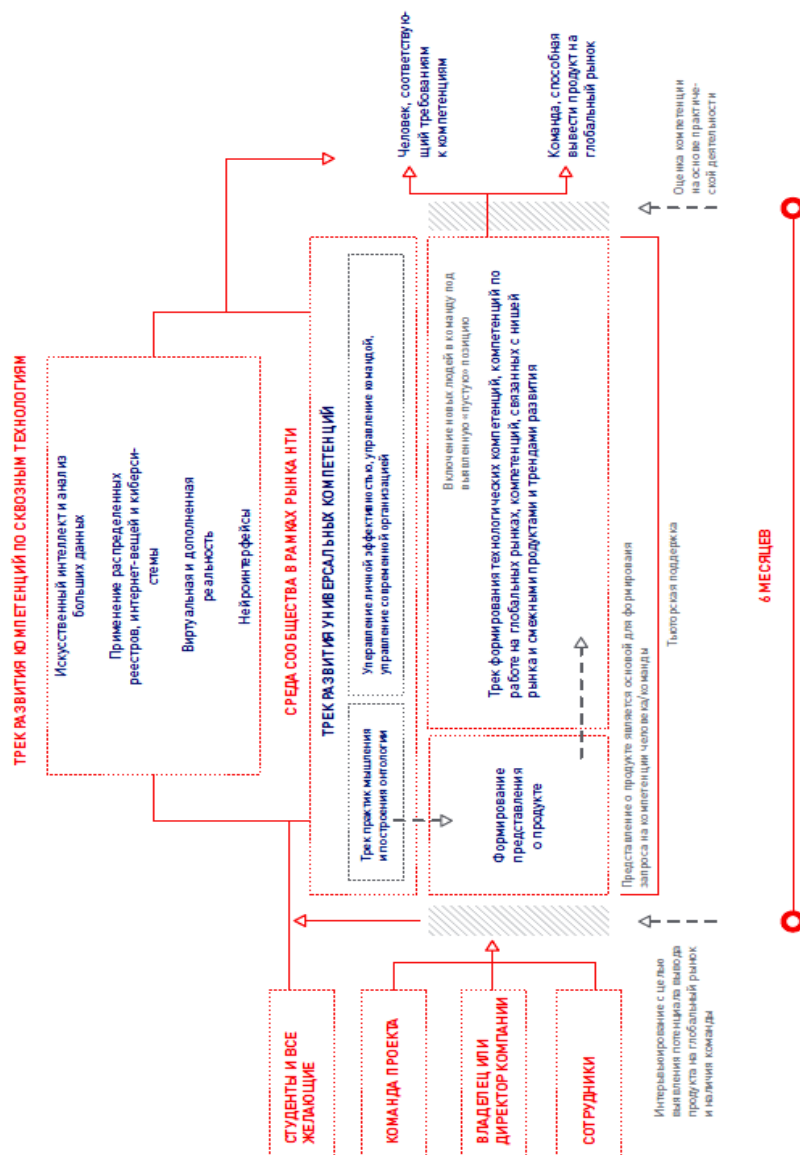 ТРЕК РАЗВИТИЯ КОМПЕТЕНЦИЙ ПО СКВОЗНЫМ ТЕХНОЛОГИЯМ
Искусственный интеллект и анализ
больших данных
Применение распределенных
реестров, интернет-вещей и киберси-
стемы
Виртуальная и дополненная
реальность
Нейроинтерфейсы
СРЕДА СООБЩЕСТВА В РАМКАХ РЫНКА НТИ
ТРЕК РАЗВИТИЯ УНИВЕРСАЛЬНЫХ КОМПЕТЕНЦИЙ
Трек практик мышления
и построения онтологии
Управление личной эффективностью, управление командой,
управление современной организацией
СТУДЕНТЫ И ВСЕ
ЖЕЛАЮЩИЕ
КОМАНДА ПРОЕКТА
ВЛАДЕЛЕЦ ИЛИ
ДИРЕКТОР КОМПАНИИ
СОТРУДНИКИ
Формирование
представления
о продукте
Включение новых людей в команду под
выявленную «пустую» позицию
Трек формирования технологических компетенций, компетенций по
работе на глобальных рынках, компетенций, связанных с нишей
рынка и смежными продуктами и трендами развития
Человек, соответствую-
щий требованиям
к компетенциям
Команда, способная
вывести продукт на
глобальный рынок
Представление о продукте является основой для формироваия
запроса на компетенции человека/команды
Тьюторская поддержка
Интервьюирование с целью
выявления потенциала вывода
продукта на глобальный рынок
и наличия команды
Оценка компетенции
на основе практиче-
ской деятельности
6 МЕСЯЦЕВ